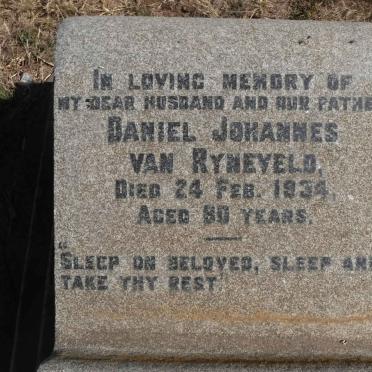 IN LOVING MEMORY OF
MY DEAR HUSBAND AND OUR FATHE
DANIEL JOHANNES
VAN RYNEVELD,
DIED 24 FEB. 1934,
AGED 80 YEARS.
"SLEEP ON BELOVED, SLEEP AND
TAKE THY REST"